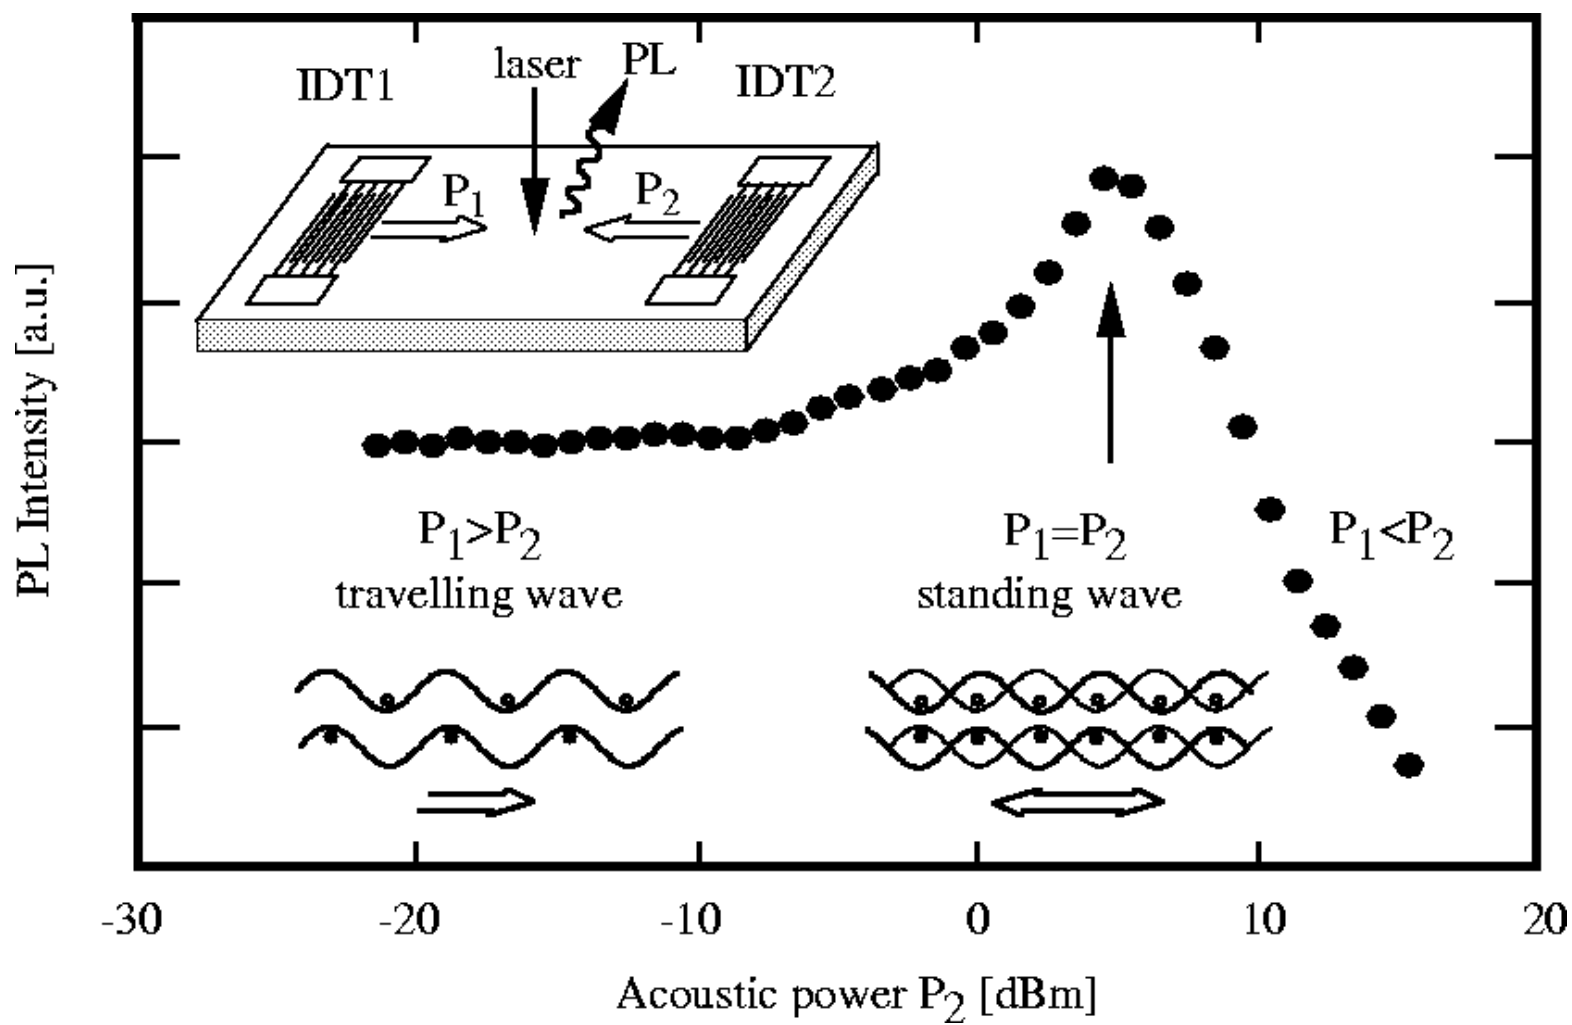 IDT1
laser
PL
IDT2
P1
P2
PL Intensity [a.u.]
P1>P2
travelling wave
P1=P2
standing wave
P1<P2
-30
-20
-10
0
10
20
Acoustic power P2 [dBm]